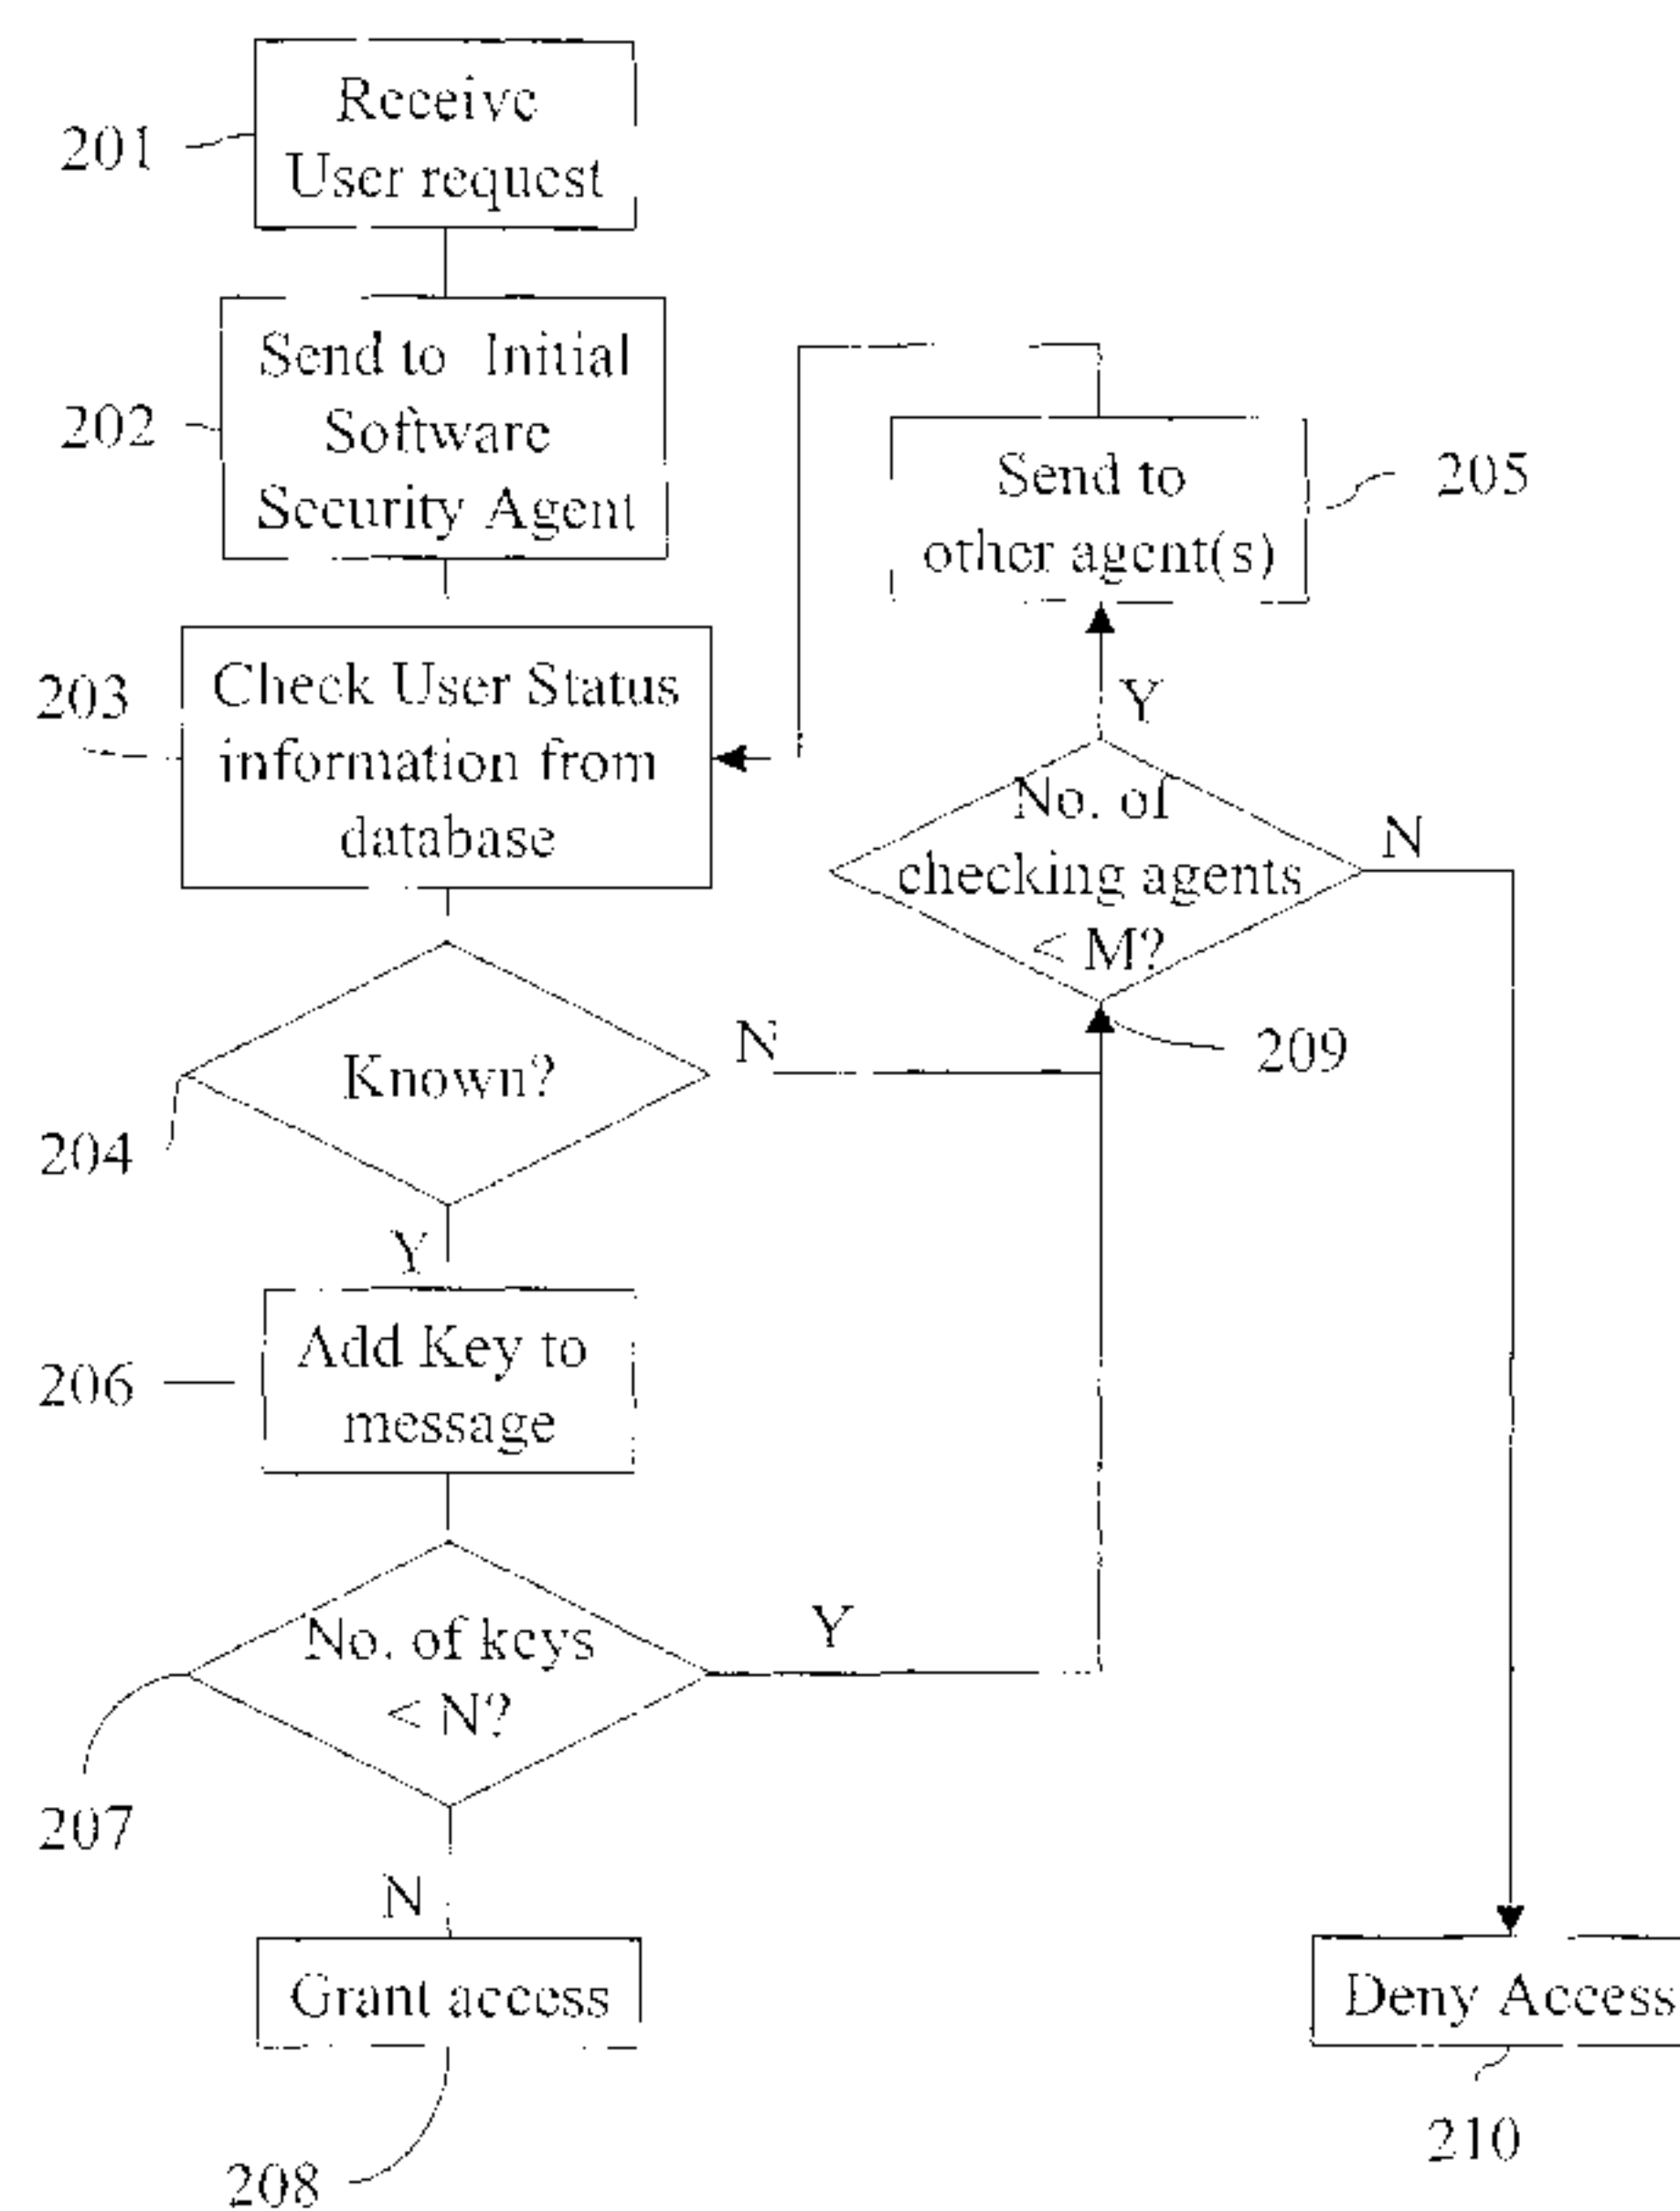 Receive
User request
201
Send to Initial
Software
Security Agent
202
Send to
other agent(s)
205
Check User Status
information from
database
203
Y
No. of
checking agents
< M?
N
209
Known?
N
204
Y
Add Key to
message
206
No. of keys
< N?
Y
207
N
Grant access
Deny Access
208
210